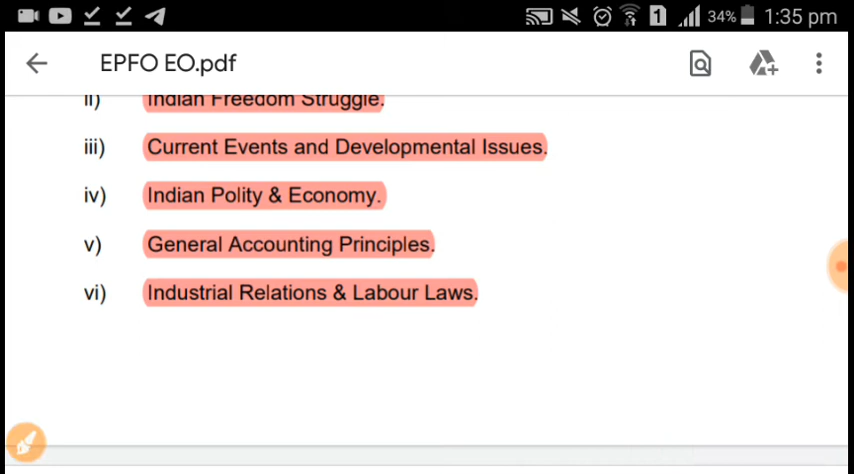 34% 1:35 pm
EPFO EO.pdf
ii) Indian Freedom Struggle.
iii) Current Events and Developmental Issues.
iv) Indian Polity & Economy.
v) General Accounting Principles.
vi) Industrial Relations & Labour Laws.